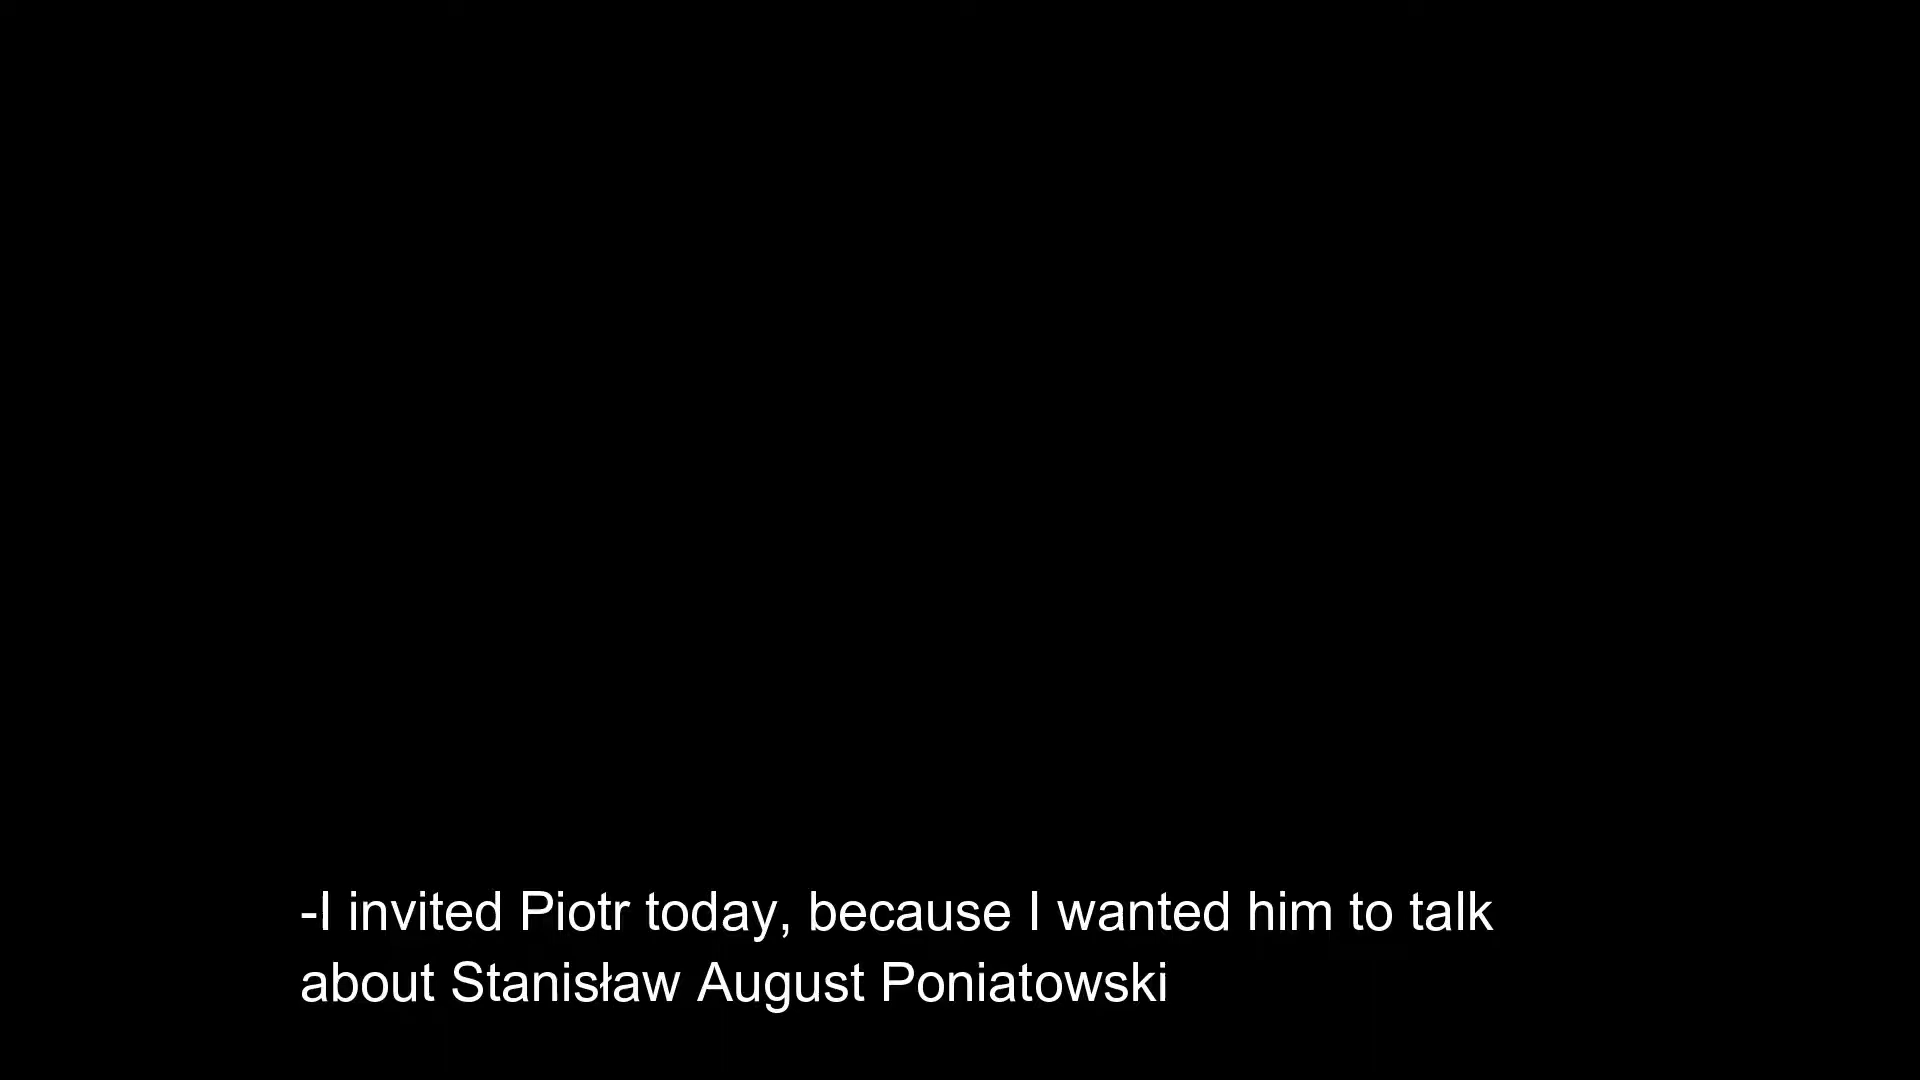 -I invited Piotr today, because I wanted him to talk
about Stanisław August Poniatowski